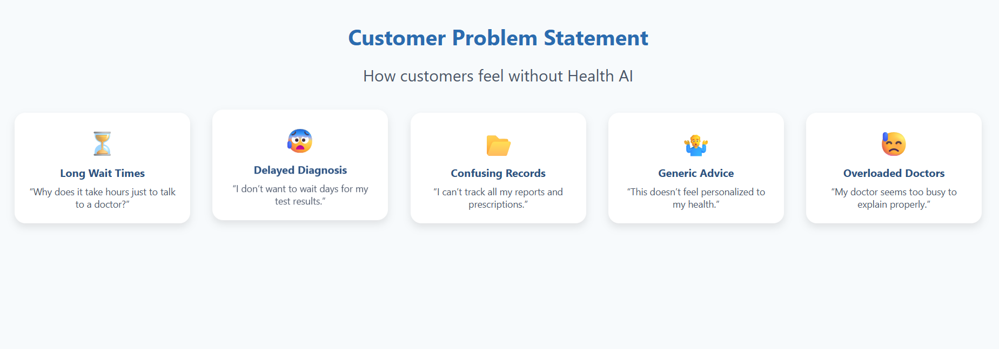 Customer Problem Statement
How customers feel without Health AI
Long Wait Times
“Why does it take hours just to talk
to a doctor?”
Delayed Diagnosis
“I don’t want to wait days for my
test results.”
Confusing Records
“I can’t track all my reports and
prescriptions.”
Generic Advice
“This doesn’t feel personalized to
my health.”
Overloaded Doctors
“My doctor seems too busy to
explain properly.”